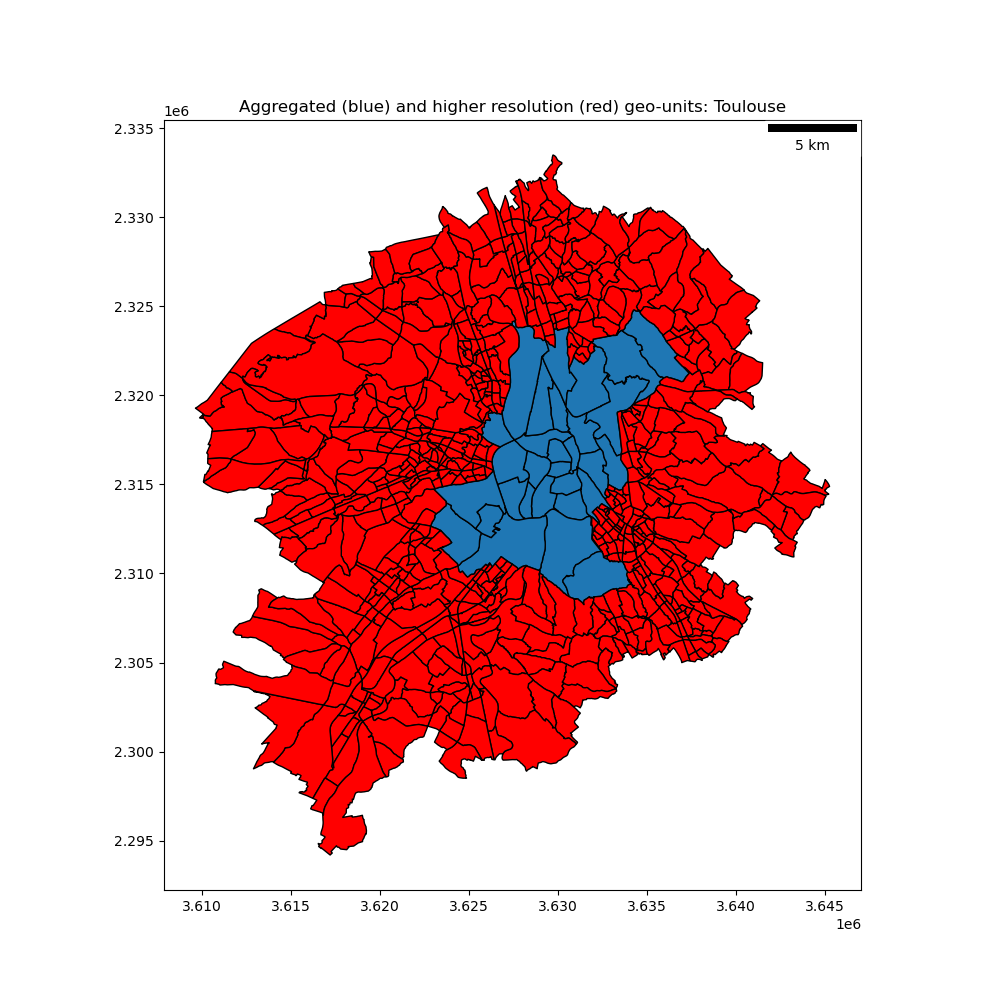 Aggregated (blue) and higher resolution (red) geo-units: Toulouse
1e6
5 km
2.335
2.330
2.325
2.320
2.315
2.310
2.305
2.300
2.295
3.610 3.615 3.620 3.625 3.630 3.635 3.640 3.645
1e6